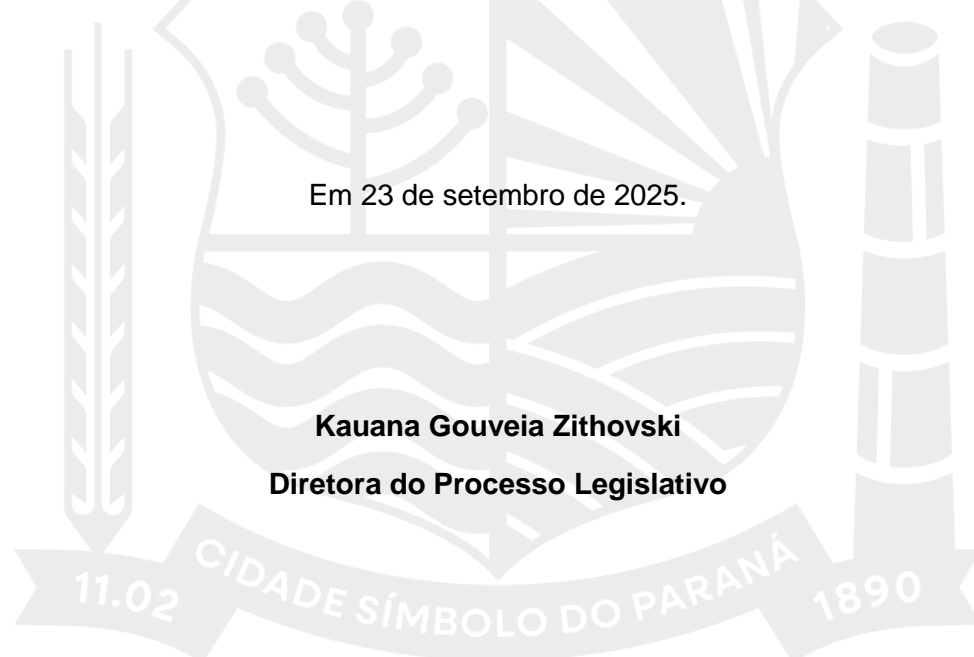 Em 23 de setembro de 2025.
Kauana Gouveia Zithovski
Diretora do Processo Legislativo
11.02
CIDADE SÍMBOLO DO PARANÁ
1890